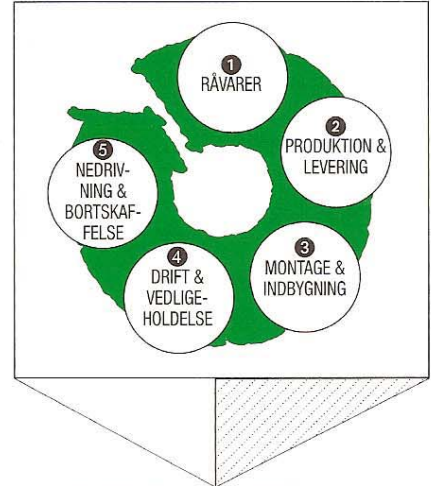 1
RÅVARER
2
PRODUKTION &
LEVERING
3
MONTAGE &
INDBYGNING
4
DRIFT &
VEDLIGE-
HOLDELSE
5
NEDRIV-
NING &
BORTSKAF-
FELSE